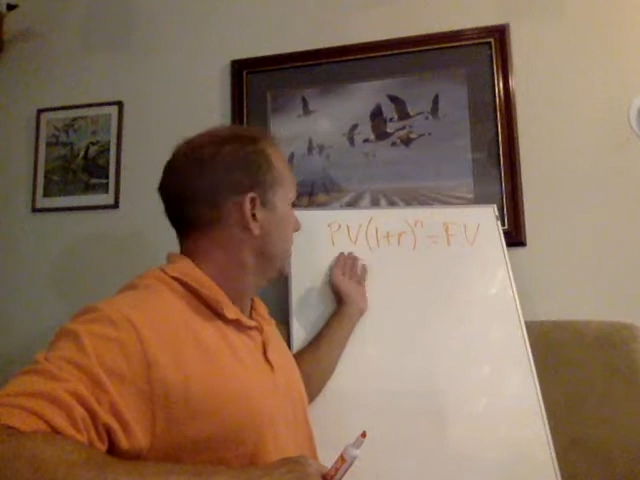 PV(1+r)^n = FV